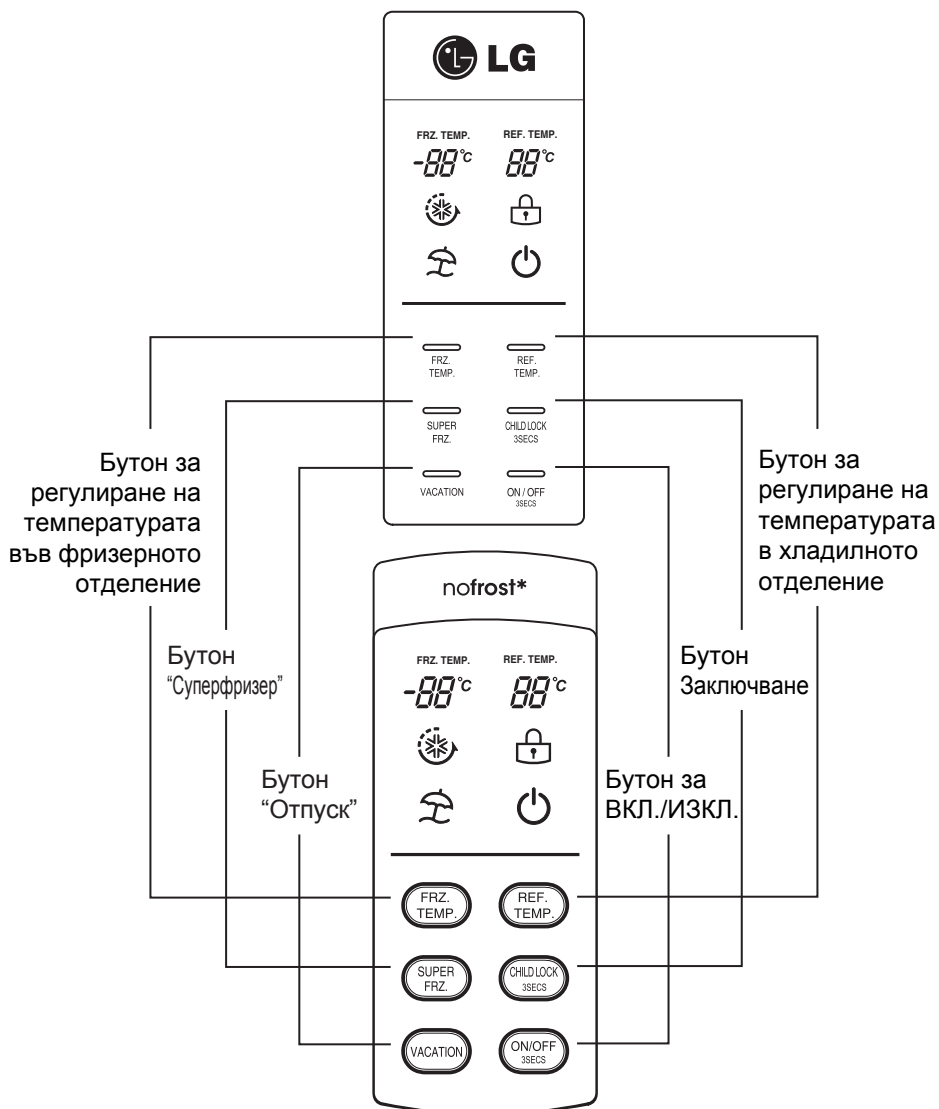 LG
FRZ. TEMP. REF. TEMP.
-88°C 88°C
FRZ. TEMP.
REF. TEMP.
SUPER FRZ.
CHILD LOCK
3SECS
VACATION
ON / OFF
3SECS
Бутон за
регулиране на
температурата
във фризерното
отделение
Бутон за
регулиране на
температурата
в хладилното
отделение
Бутон
“Суперфризер”
Бутон
Заключване
Бутон
“Отпуск”
Бутон за
ВКЛ./ИЗКЛ.
nofrost*
FRZ. TEMP. REF. TEMP.
-88°C 88°C
FRZ.
TEMP.
REF.
TEMP.
SUPER
FRZ.
CHILD LOCK
3SECS
VACATION
ON/OFF
3SECS